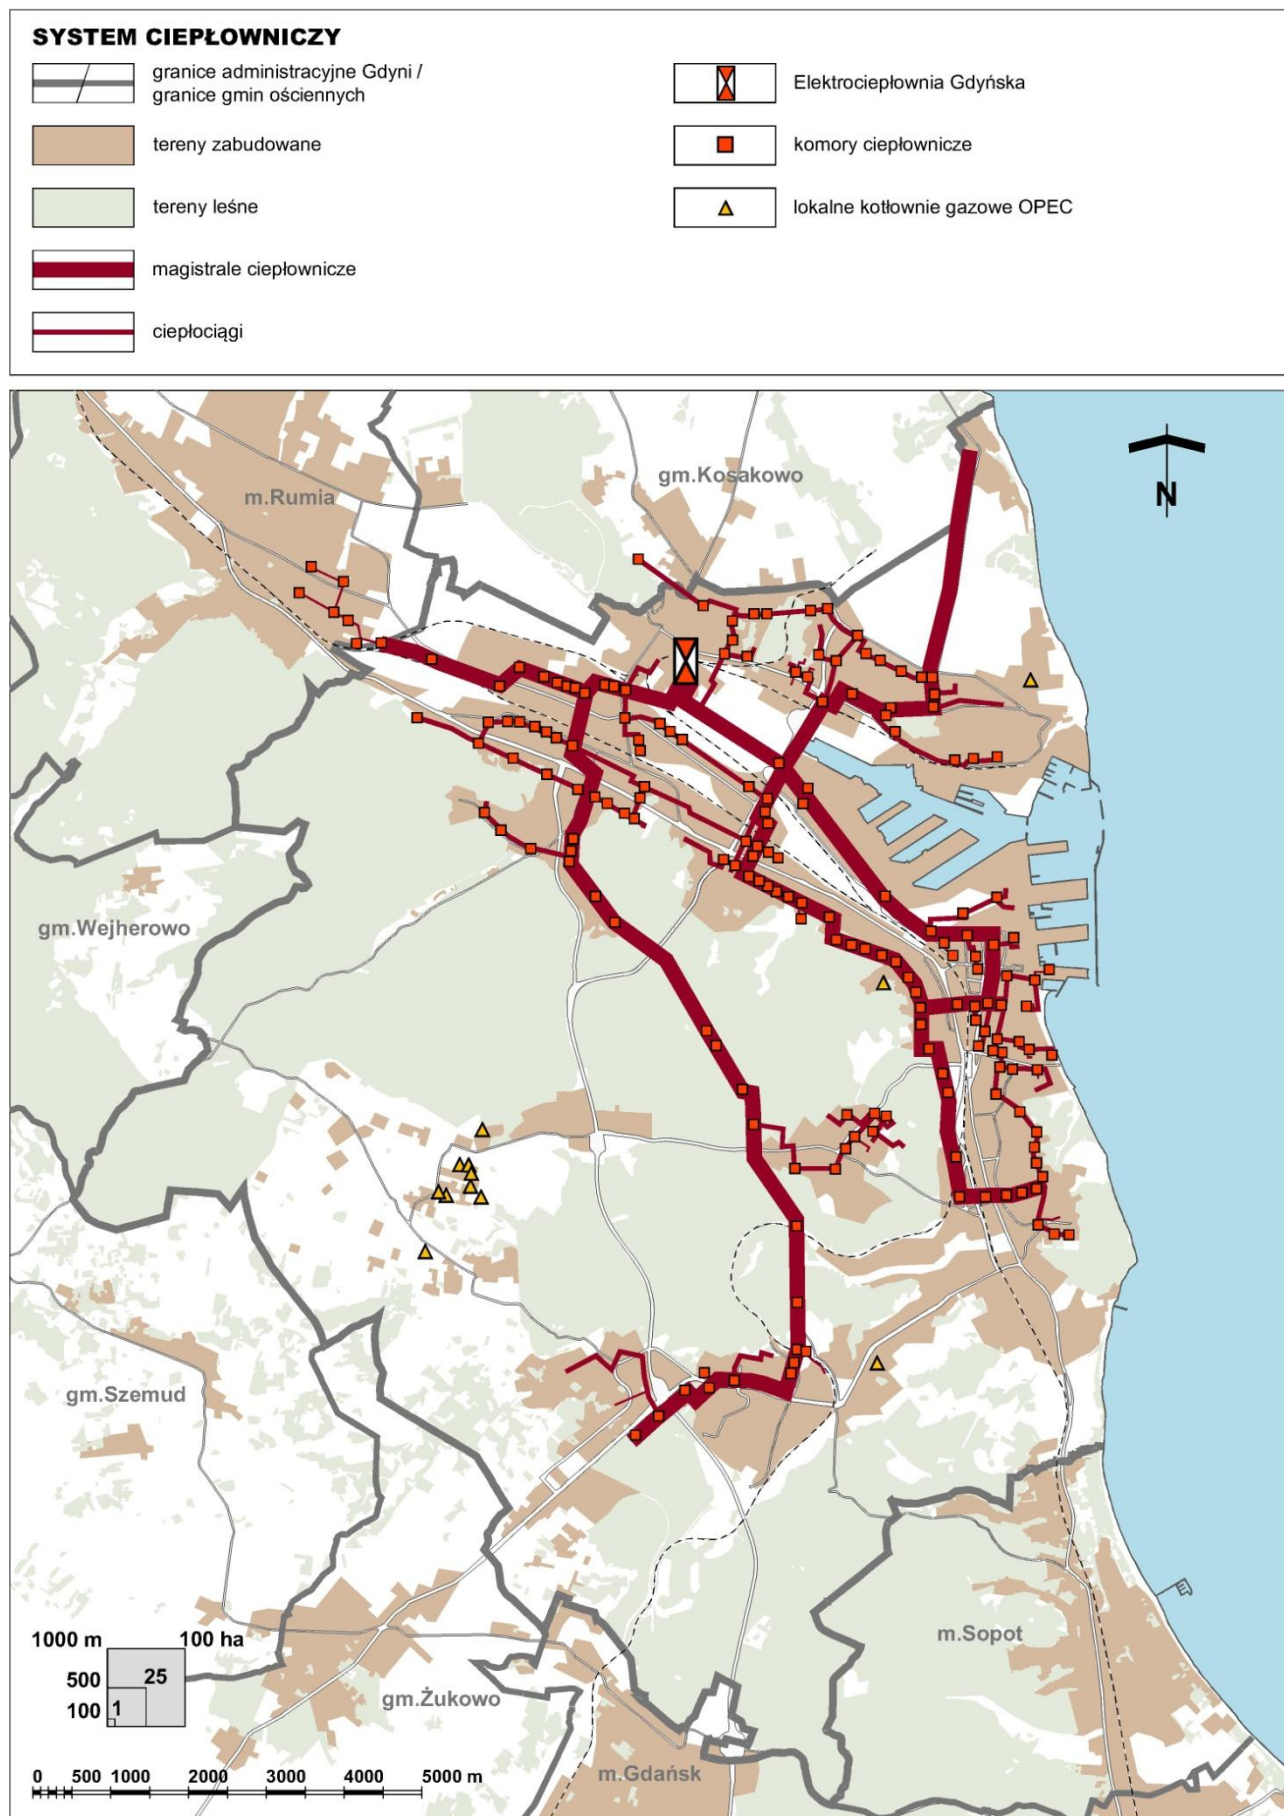 SYSTEM CIEPŁOWNICZY
granice administracyjne Gdyni /
granice gmin ościennych
tereny zabudowane
tereny leśne
magistrale ciepłownicze
ciepłociągi
Elektrociepłownia Gdyńska
komory ciepłownicze
lokalne kotłownie gazowe OPEC
m.Rumia
gm.Kosakowo
N
gm.Wejherowo
gm.Szemud
m.Sopot
gm.Żukowo
m.Gdańsk
1000 m 100 ha
500 25
100 1
0 500 1000 2000 3000 4000 5000 m